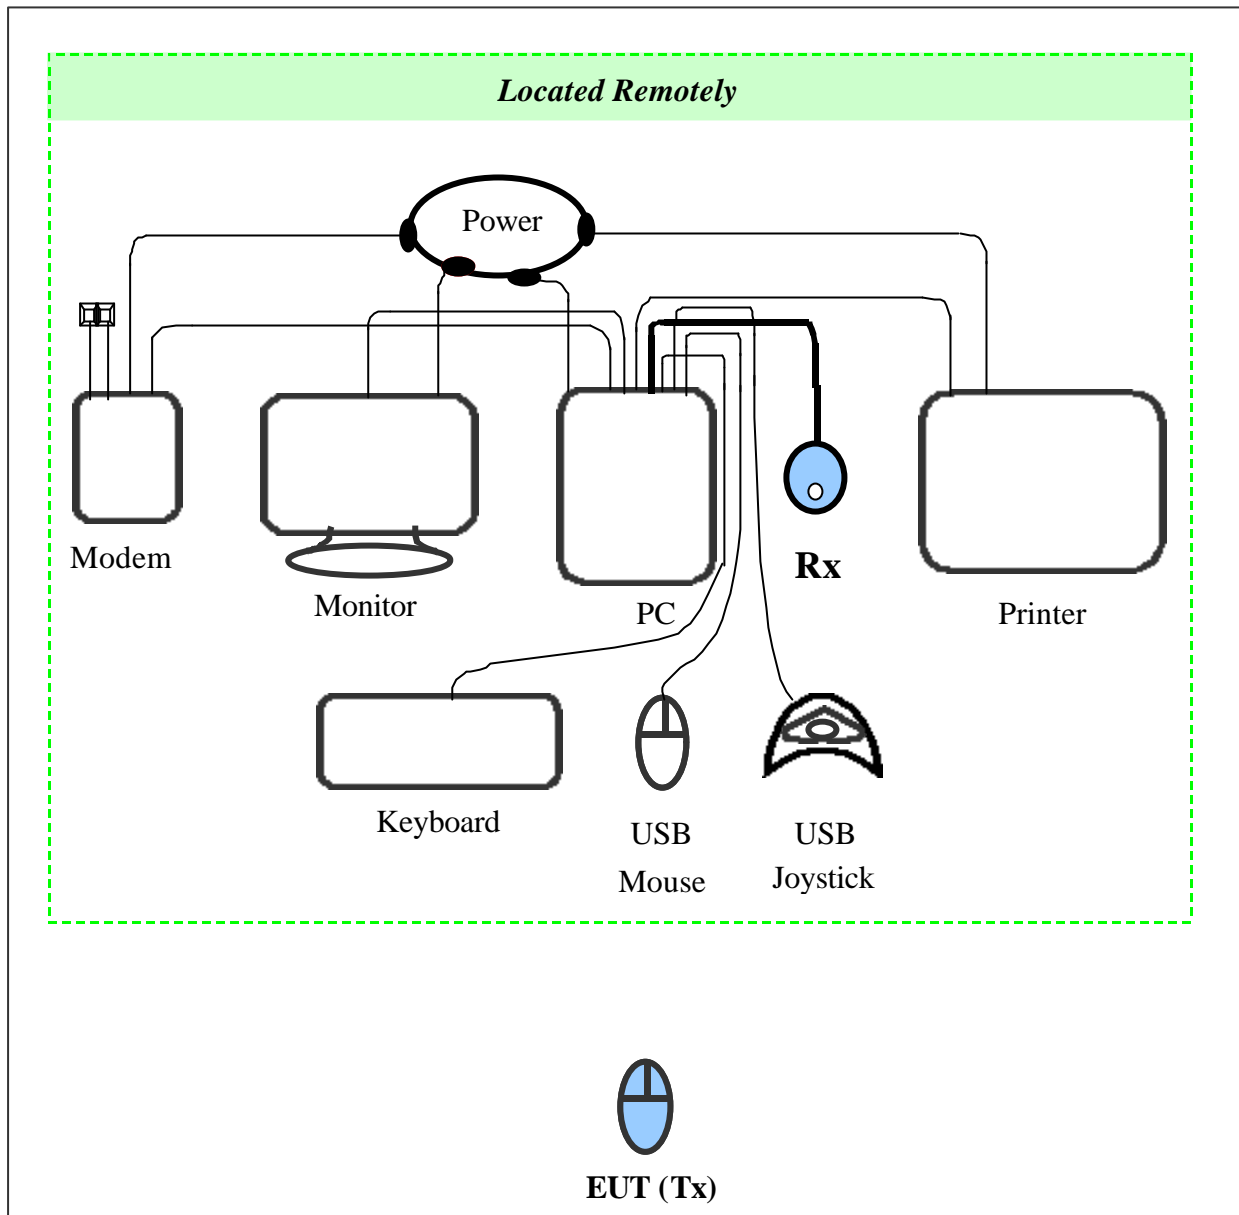 Located Remotely
Power
Modem
Monitor
PC
Rx
Printer
Keyboard
USB
Mouse
USB
Joystick
EUT (Tx)